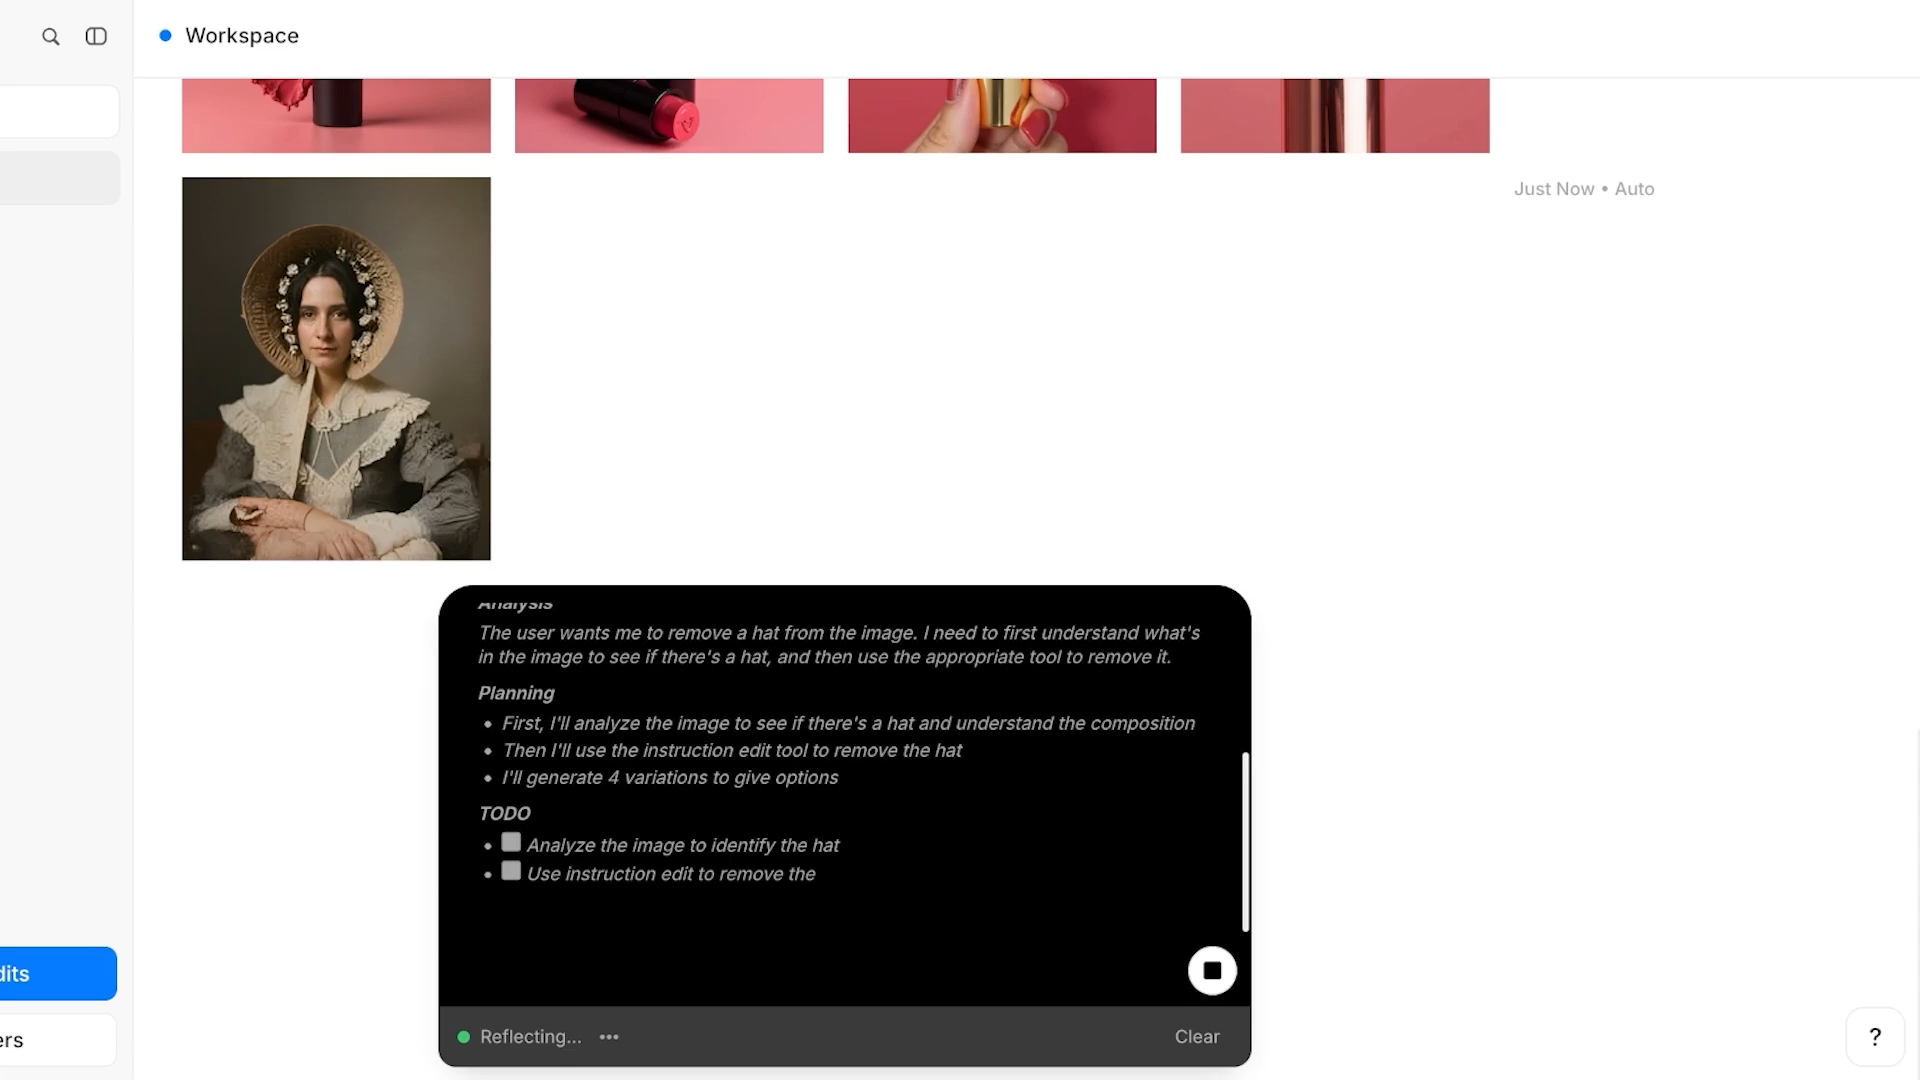 Workspace
Just Now • Auto
Analysis
The user wants me to remove a hat from the image. I need to first understand what's
in the image to see if there's a hat, and then use the appropriate tool to remove it.
Planning
• First, I'll analyze the image to see if there's a hat and understand the composition
• Then I'll use the instruction edit tool to remove the hat
• I'll generate 4 variations to give options
TODO
• Analyze the image to identify the hat
• Use instruction edit to remove the
dits
Reflecting... •••
Clear
ers
?